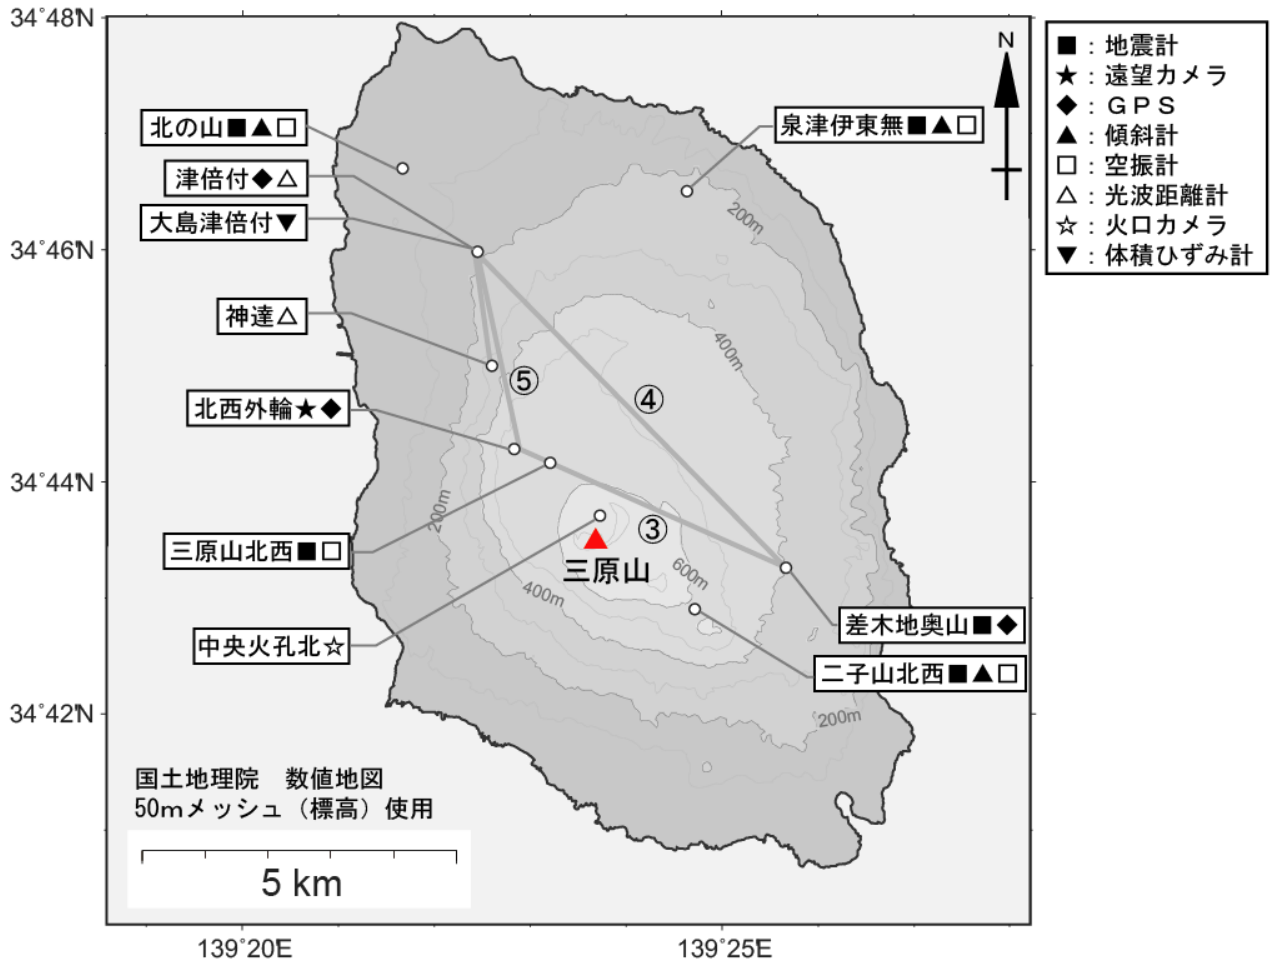 34°48'N
34°46'N
34°44'N
34°42'N
139°20'E
139°25'E
N
北の山■▲□
津倍付◆△
大島津倍付▼
神達△
北西外輪★◆
三原山北西■□
中央火孔北☆
泉津伊東無■▲□
差木地奥山■◆
二子山北西■▲□
200m
400m
⑤
④
200m
③
三原山
600m
400m
200m
国土地理院 数値地図
50mメッシュ（標高）使用
5 km
■：地震計
★：遠望カメラ
◆：ＧＰＳ
▲：傾斜計
□：空振計
△：光波距離計
☆：火口カメラ
▼：体積ひずみ計